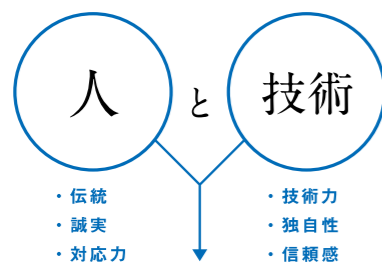 人 と 技術
・伝統
・誠実
・対応力
・技術力
・独自性
・信頼感